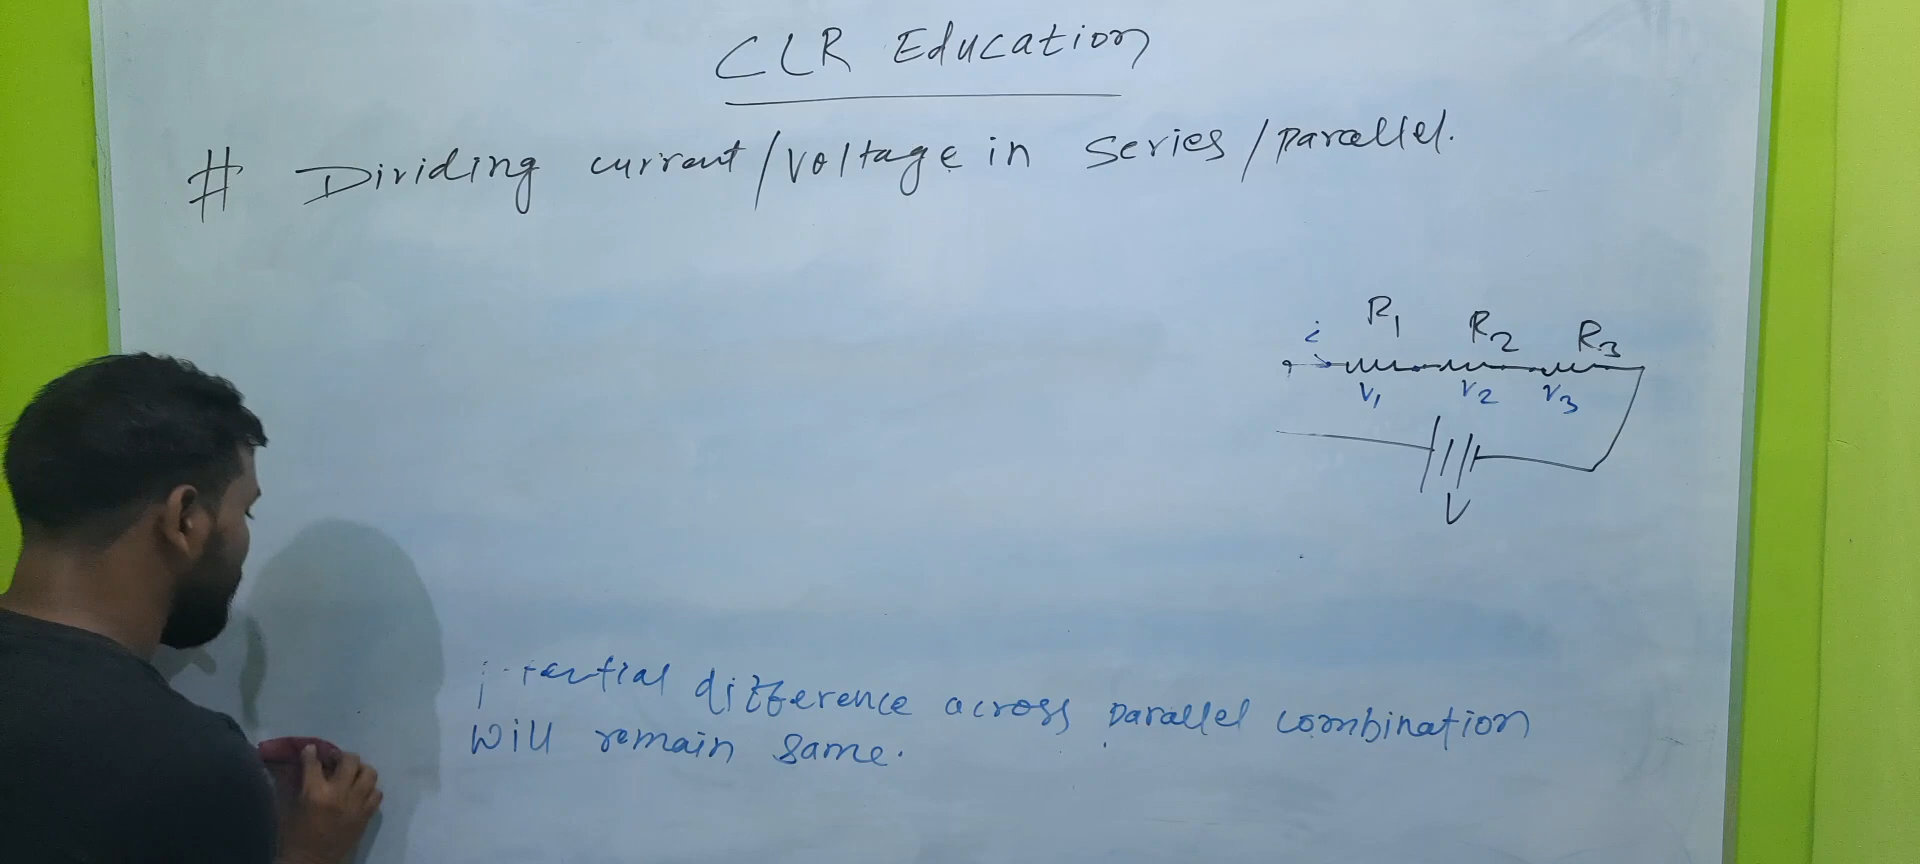 CLR Education
# Dividing current/voltage in series/parallel.
R1 R2 R3
i
V1 V2 V3
V
difference across parallel combination
will remain same.